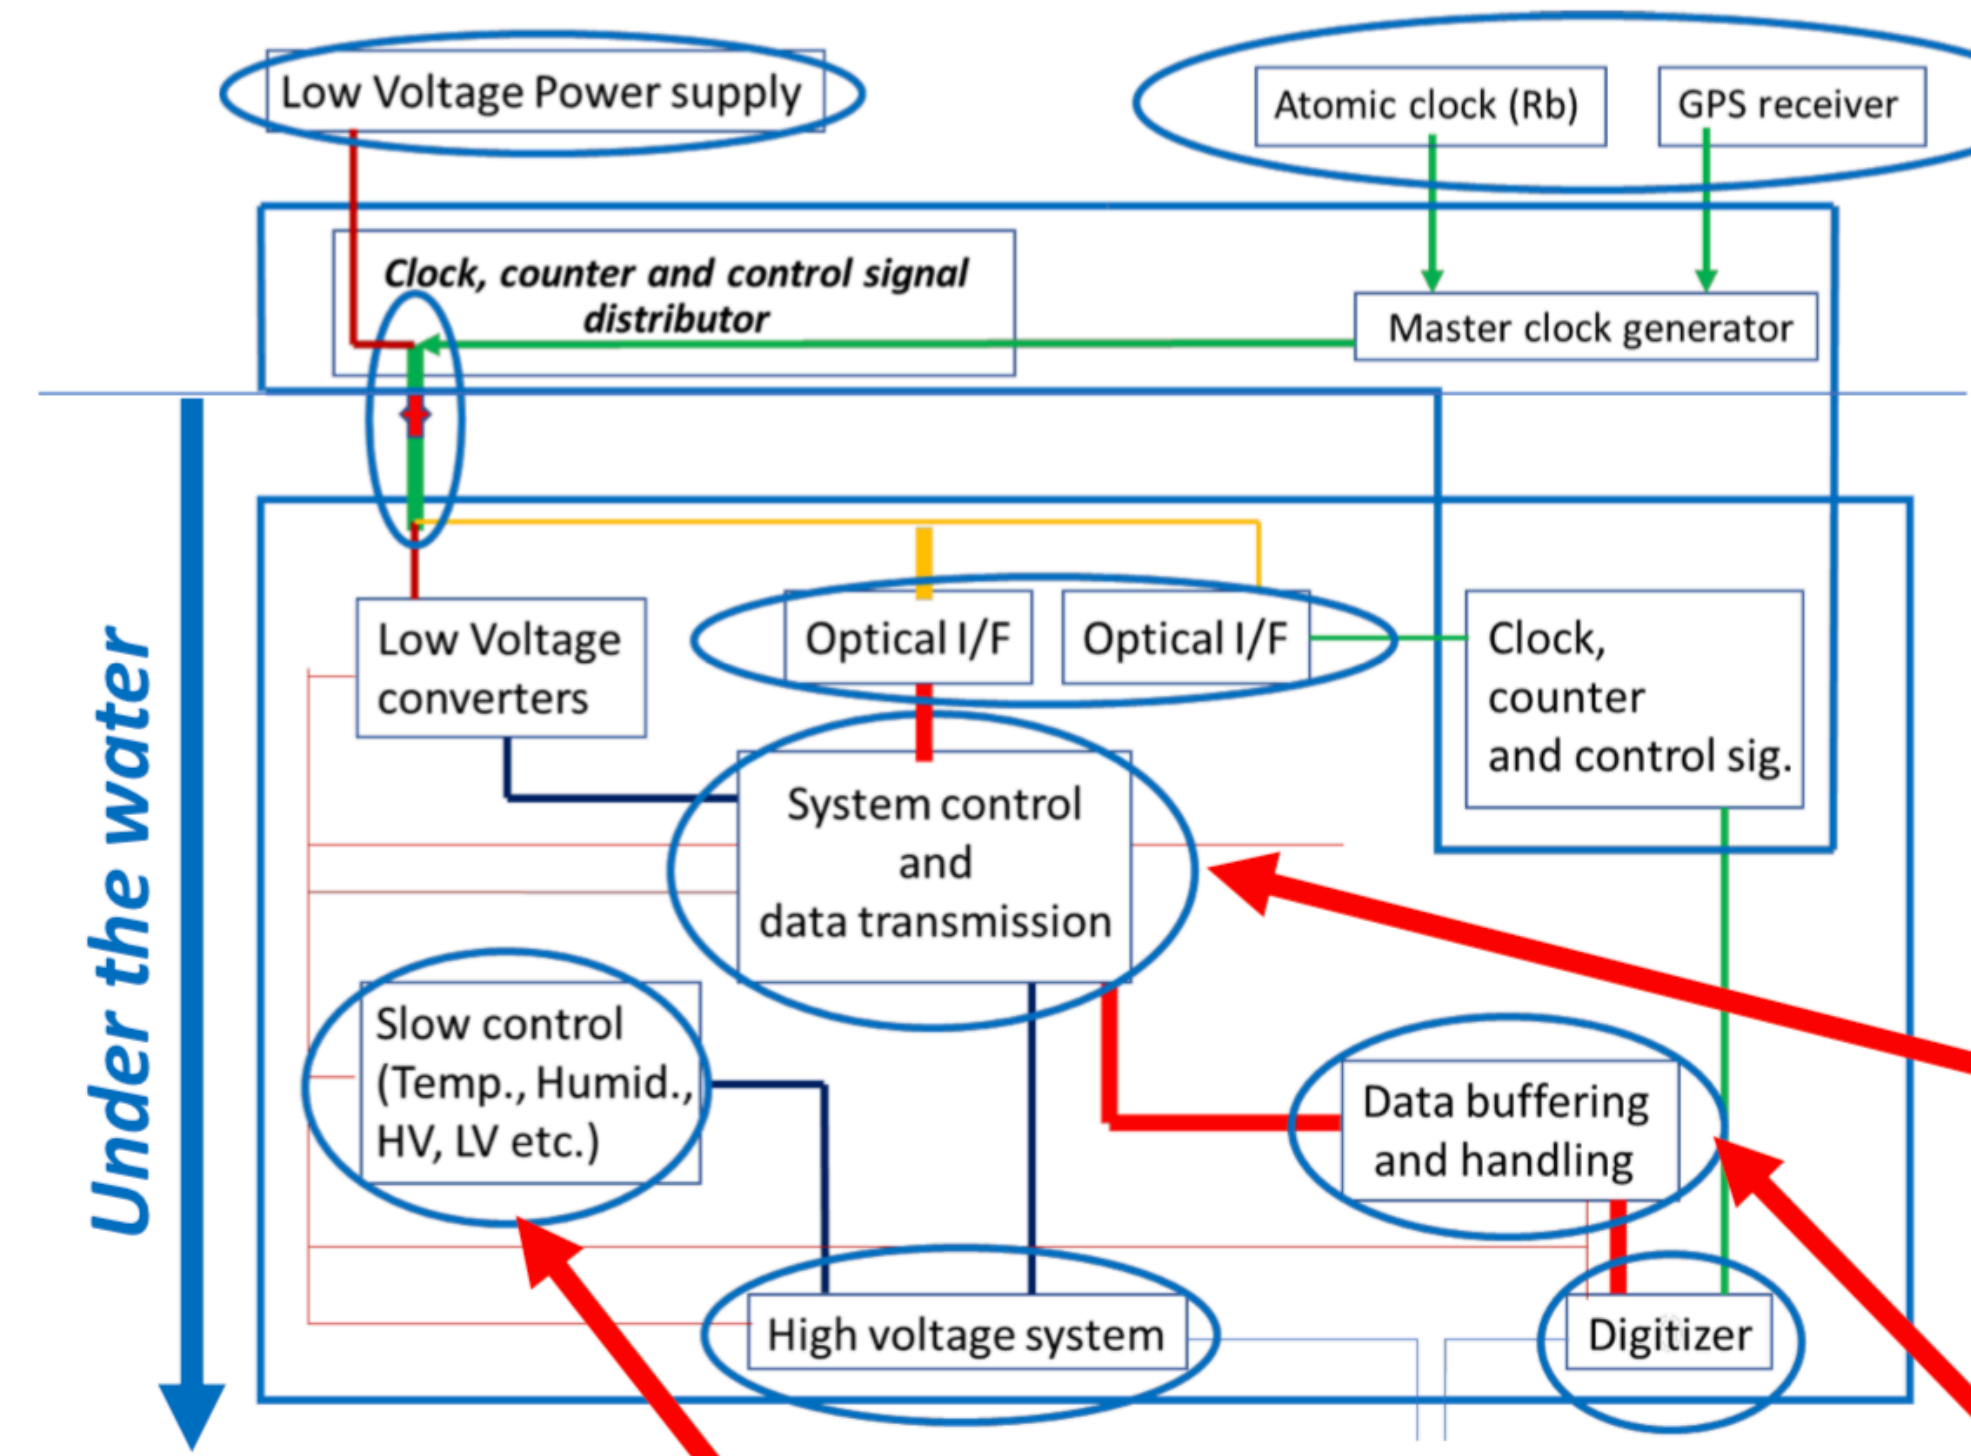 Low Voltage Power supply
Atomic clock (Rb)
GPS receiver
Clock, counter and control signal
distributor
Master clock generator
Under the water
Low Voltage
converters
Optical I/F
Optical I/F
Clock,
counter
and control sig.
System control
and
data transmission
Slow control
(Temp., Humid.,
HV, LV etc.)
Data buffering
and handling
High voltage system
Digitizer